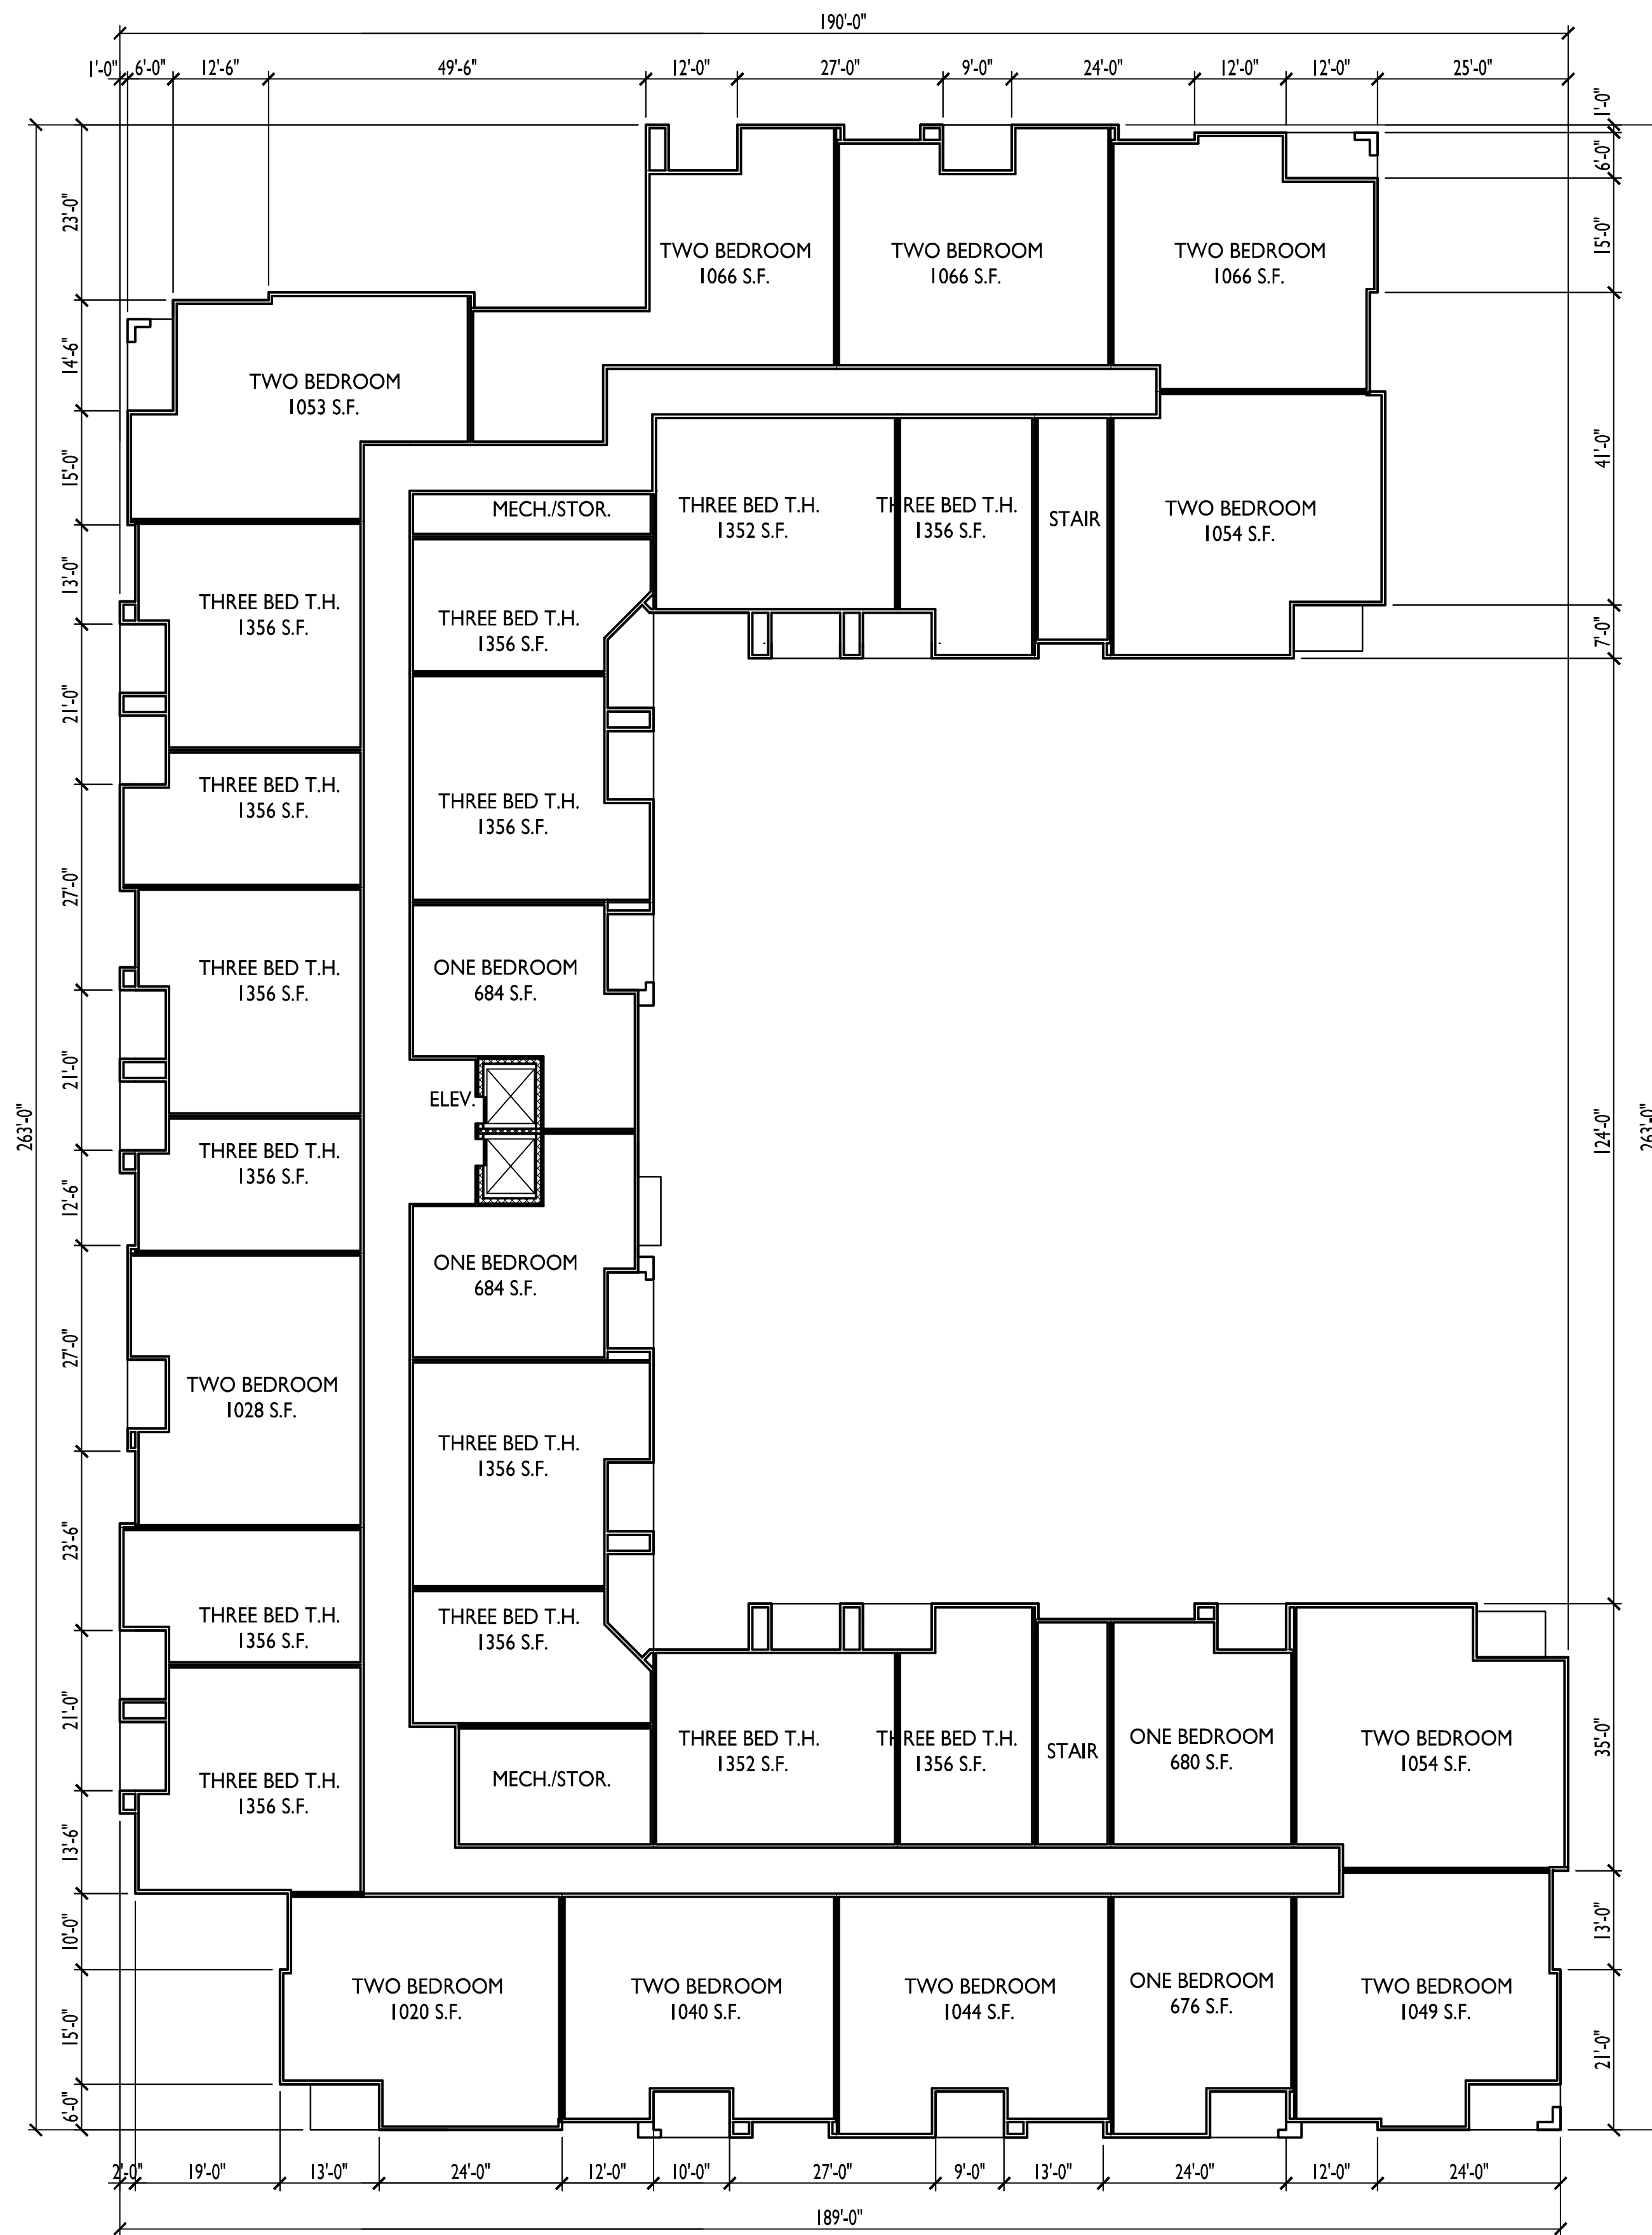 190'-0"
1'-0" 6'-0" 12'-6" 49'-6" 12'-0" 27'-0" 9'-0" 24'-0" 12'-0" 12'-0" 25'-0"
1'-0"
6'-0"
15'-0"
41'-0"
7'-0"
124'-0"
35'-0"
13'-0"
21'-0"
263'-0"
263'-0"
23'-0"
14'-6"
15'-0"
13'-0"
21'-0"
27'-0"
21'-0"
12'-6"
27'-0"
23'-6"
21'-0"
13'-6"
10'-0"
15'-0"
6'-0"
TWO BEDROOM
1066 S.F.
TWO BEDROOM
1066 S.F.
TWO BEDROOM
1066 S.F.
TWO BEDROOM
1053 S.F.
MECH./STOR.
THREE BED T.H.
1352 S.F.
THREE BED T.H.
1356 S.F.
STAIR
TWO BEDROOM
1054 S.F.
THREE BED T.H.
1356 S.F.
THREE BED T.H.
1356 S.F.
THREE BED T.H.
1356 S.F.
THREE BED T.H.
1356 S.F.
THREE BED T.H.
1356 S.F.
ONE BEDROOM
684 S.F.
ELEV.
THREE BED T.H.
1356 S.F.
ONE BEDROOM
684 S.F.
TWO BEDROOM
1028 S.F.
THREE BED T.H.
1356 S.F.
THREE BED T.H.
1356 S.F.
THREE BED T.H.
1356 S.F.
THREE BED T.H.
1356 S.F.
MECH./STOR.
THREE BED T.H.
1352 S.F.
THREE BED T.H.
1356 S.F.
STAIR
ONE BEDROOM
680 S.F.
TWO BEDROOM
1054 S.F.
TWO BEDROOM
1020 S.F.
TWO BEDROOM
1040 S.F.
TWO BEDROOM
1044 S.F.
ONE BEDROOM
676 S.F.
TWO BEDROOM
1049 S.F.
2'-0" 19'-0" 13'-0" 24'-0" 12'-0" 10'-0" 27'-0" 9'-0" 13'-0" 24'-0" 12'-0" 24'-0"
189'-0"